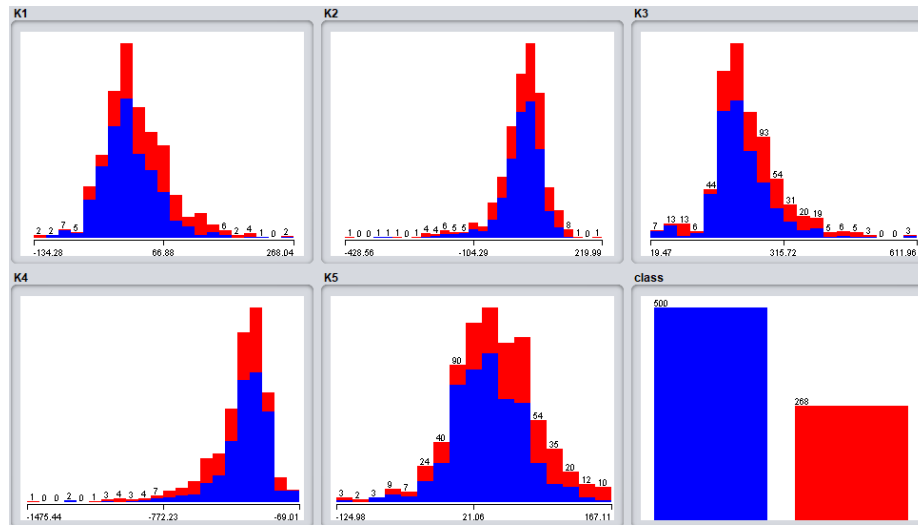 K1
2 2 7 5 6 2 4 1 0 2
-134.28 66.88 268.04
K2
1 0 0 1 1 1 0 1 4 4 6 5 5 8 1 0 1
-428.56 -104.29 219.99
K3
7 13 13 6 44 93 54 31 20 19 5 6 5 3 0 0 3
19.47 315.72 611.96
K4
1 0 0 2 0 1 3 4 3 4 7
-1475.44 -772.23 -69.01
K5
3 2 3 9 7 24 40 90 54 35 20 12 10
-124.98 21.06 167.11
class
500
268